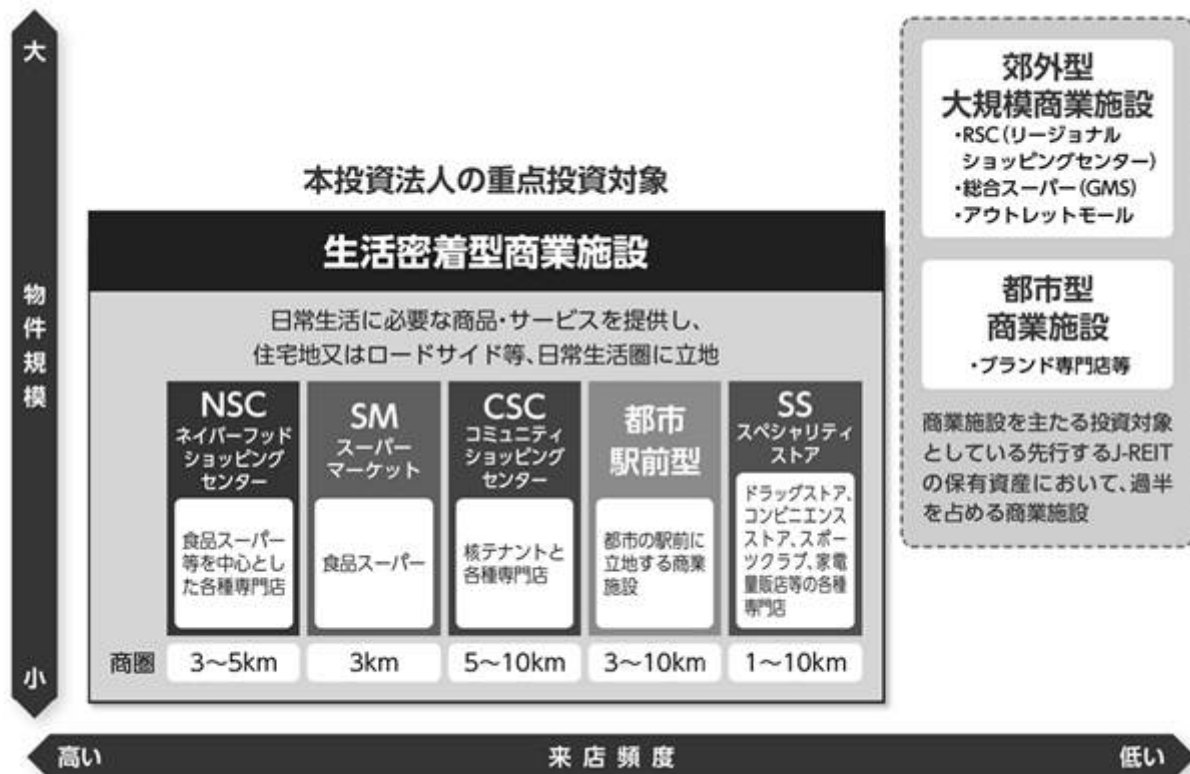 大
物件規模
小
本投資法人の重点投資対象
生活密着型商業施設
日常生活に必要な商品・サービスを提供し、
住宅地又はロードサイド等、日常生活圏に立地
NSC
ネイバーフッド
ショッピング
センター
食品スーパー
等を中心とし
た各種専門店
SM
スーパー
マーケット
食品スーパー
CSC
コミュニティ
ショッピング
センター
核テナントと
各種専門店
都市
駅前型
都市の駅前に
立地する商業
施設
SS
スペシャリティ
ストア
ドラッグストア、
コンビニエンス
ストア、スポー
ツクラブ、家電
量販店等の各種
専門店
商圏 3〜5km 3km 5〜10km 3〜10km 1〜10km
郊外型
大規模商業施設
・RSC(リージョナル
ショッピングセンター)
・総合スーパー(GMS)
・アウトレットモール
都市型
商業施設
・ブランド専門店等
商業施設を主たる投資対象
としている先行するJ-REIT
の保有資産において、過半
を占める商業施設
高い 来店頻度 低い